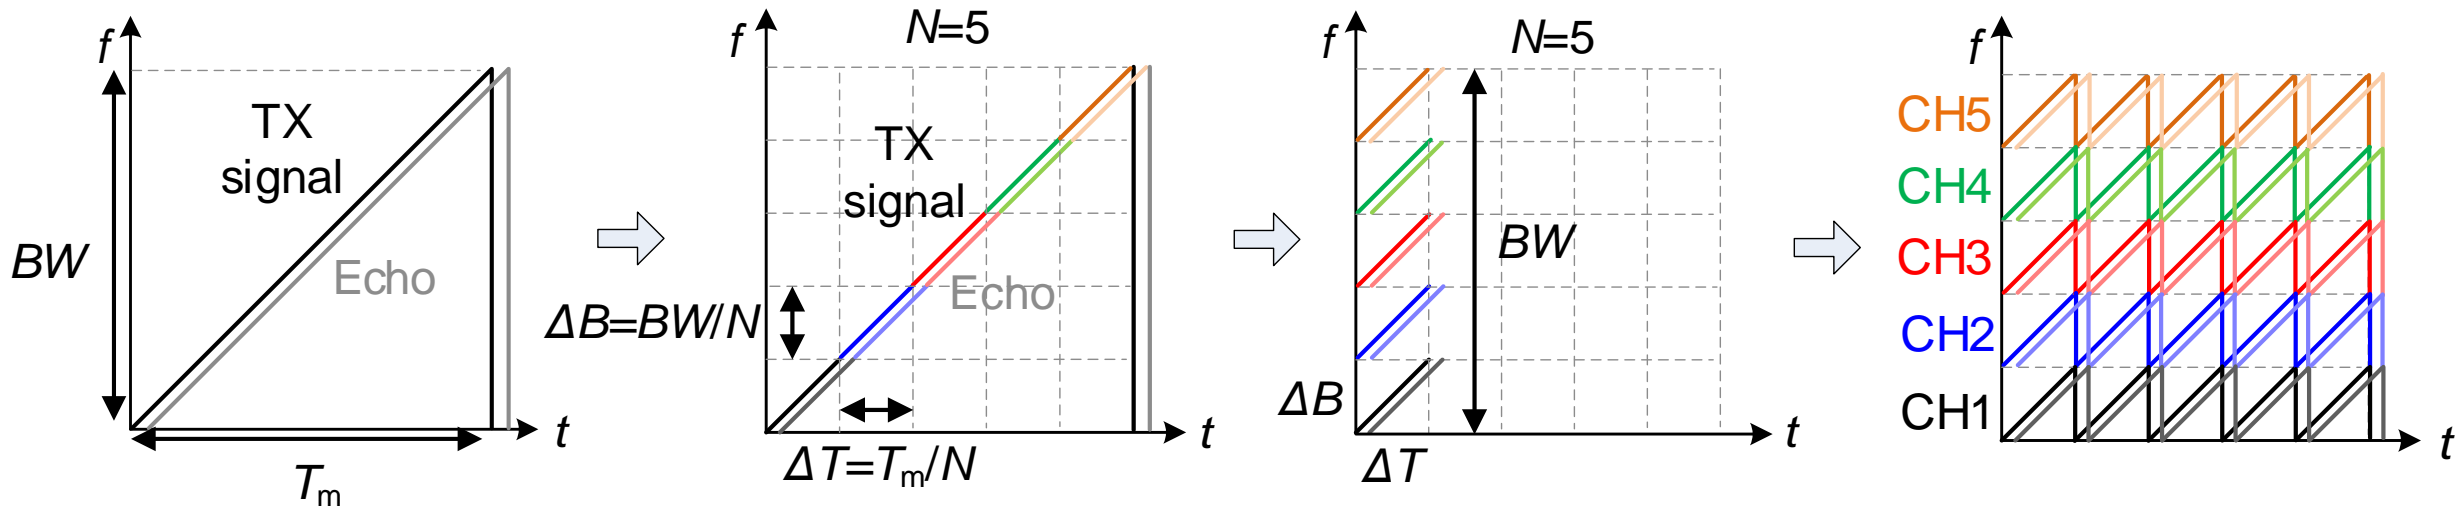 f
TX
signal
BW
Echo
t
Tm
N=5
f
TX
signal
Echo
ΔB=BW/N
t
ΔT=Tm/N
N=5
f
BW
ΔB
t
ΔT
f
CH5
CH4
CH3
CH2
CH1
t